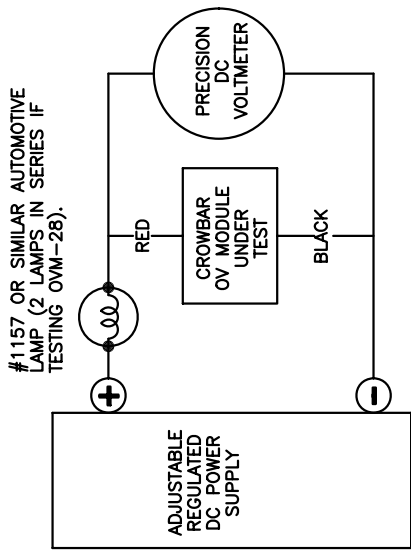 #1157 OR SIMILAR AUTOMOTIVE
LAMP (2 LAMPS IN SERIES IF
TESTING OVM-28).
+
ADJUSTABLE
REGULATED
DC POWER
SUPPLY
-
RED
CROWBAR
OV MODULE
UNDER
TEST
BLACK
PRECISION
DC
VOLTMETER